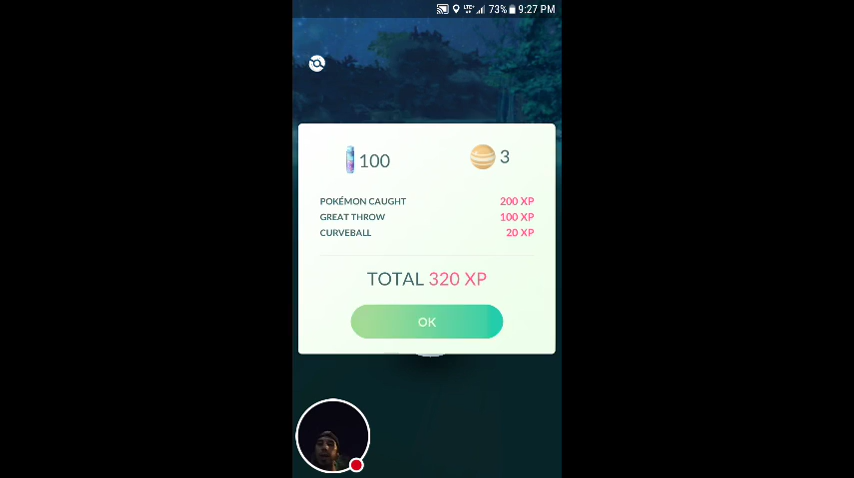 LTE+ 73% 9:27 PM
100 3
POKÉMON CAUGHT 200 XP
GREAT THROW 100 XP
CURVEBALL 20 XP
TOTAL 320 XP
OK